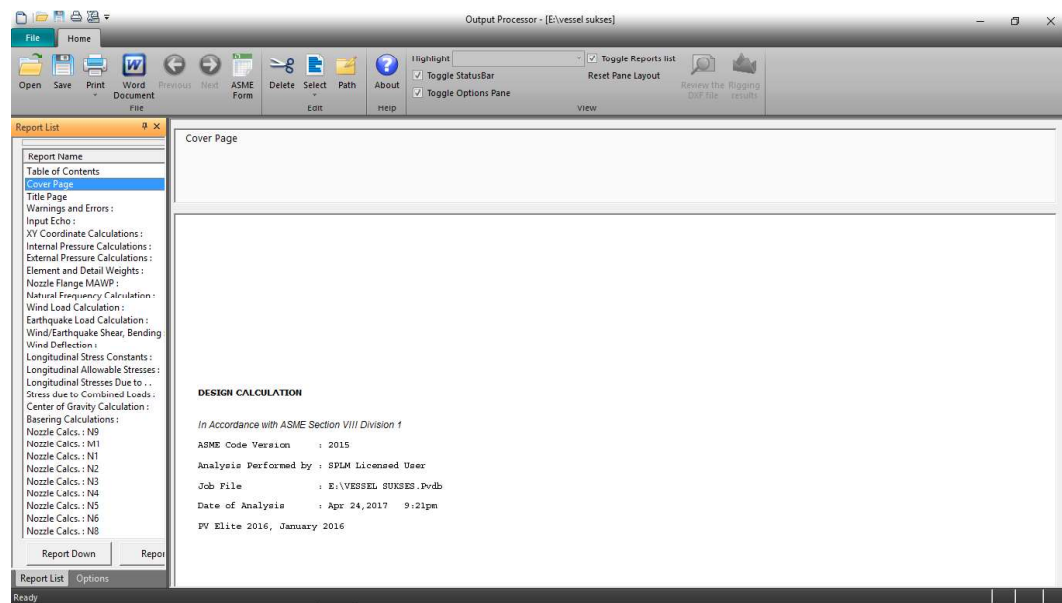 Output Processor - [E:\vessel sukses]
File Home
Open Save Print Word Document Previous Next ASME Form Delete Select Path About
Highlight
Toggle StatusBar
Toggle Options Pane
Toggle Reports list
Reset Pane Layout
Review the DXF file Rigging results
File Edit Help View
Report List
Report Name
Table of Contents
Cover Page
Title Page
Warnings and Errors :
Input Echo :
XY Coordinate Calculations :
Internal Pressure Calculations :
External Pressure Calculations :
Element and Detail Weights :
Nozzle Flange MAWP :
Natural Frequency Calculation :
Wind Load Calculation :
Earthquake Load Calculation :
Wind/Earthquake Shear, Bending
Wind Deflection :
Longitudinal Stress Constants :
Longitudinal Allowable Stresses :
Longitudinal Stresses Due to . .
Stress due to Combined Loads :
Center of Gravity Calculation :
Basering Calculations :
Nozzle Calcs. : N9
Nozzle Calcs. : M1
Nozzle Calcs. : N1
Nozzle Calcs. : N2
Nozzle Calcs. : N3
Nozzle Calcs. : N4
Nozzle Calcs. : N5
Nozzle Calcs. : N6
Nozzle Calcs. : N8
Report Down Repor
Report List Options
Ready
Cover Page
DESIGN CALCULATION
In Accordance with ASME Section VIII Division 1
ASME Code Version : 2015
Analysis Performed by : SPLM Licensed User
Job File : E:\VESSEL SUKSES.Pvdb
Date of Analysis : Apr 24,2017 9:21pm
PV Elite 2016, January 2016